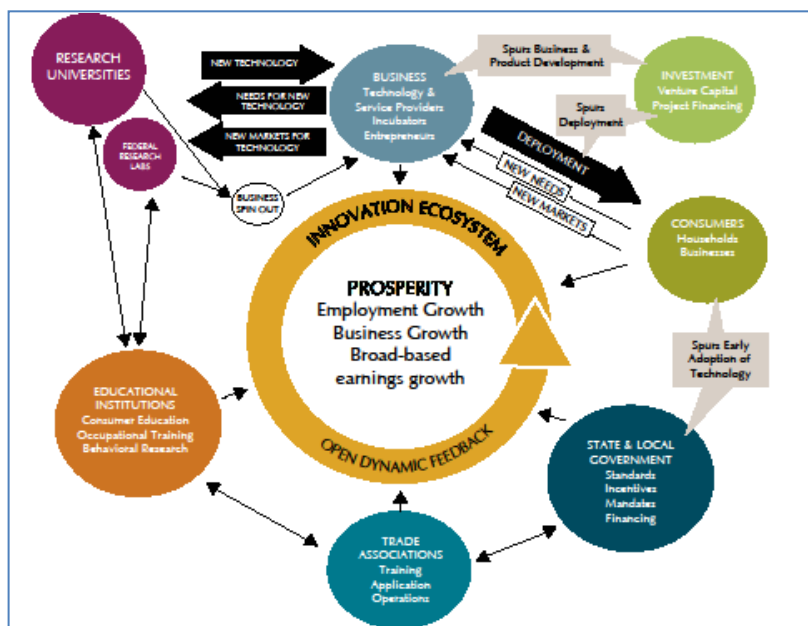 RESEARCH
UNIVERSITIES
FEDERAL
RESEARCH
LABS
NEW TECHNOLOGY
NEEDS FOR NEW
TECHNOLOGY
NEW MARKETS FOR
TECHNOLOGY
BUSINESS
SPIN OUT
BUSINESS
Technology &
Service Providers
Incubators
Entrepreneurs
Spurs Business &
Product Development
INVESTMENT
Venture Capital
Project Financing
Spurs
Deployment
DEPLOYMENT
NEW NEEDS
NEW MARKETS
CONSUMERS
Households
Businesses
INNOVATION ECOSYSTEM
PROSPERITY
Employment Growth
Business Growth
Broad-based
earnings growth
OPEN DYNAMIC FEEDBACK
Spurs Early
Adoption of
Technology
EDUCATIONAL
INSTITUTIONS
Consumer Education
Occupational Training
Behavioral Research
STATE & LOCAL
GOVERNMENT
Standards
Incentives
Mandates
Financing
TRADE
ASSOCIATIONS
Training
Application
Operations